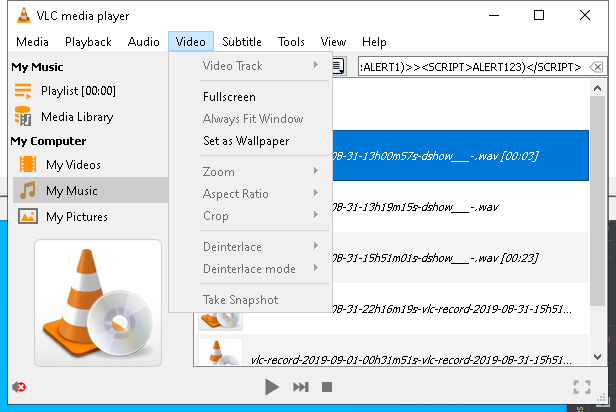 VLC media player
Media Playback Audio Video Subtitle Tools View Help
My Music
Playlist [00:00]
Media Library
My Computer
My Videos
My Music
My Pictures
Video Track
Fullscreen
Always Fit Window
Set as Wallpaper
Zoom
Aspect Ratio
Crop
Deinterlace
Deinterlace mode
Take Snapshot
:ALERT1)>><SCRIPT>ALERT123)</SCRIPT>
08-31-13h00m57s-dshow___-,wav [00:03]
08-31-13h19m15s-dshow___-,wav
08-31-15h51m01s-dshow___-,wav [00:23]
08-31-22h16m19s-vlc-record-2019-08-31-15h51...
vlc-record-2019-09-01-00h31m51s-vlc-record-2019-08-31-15h51...